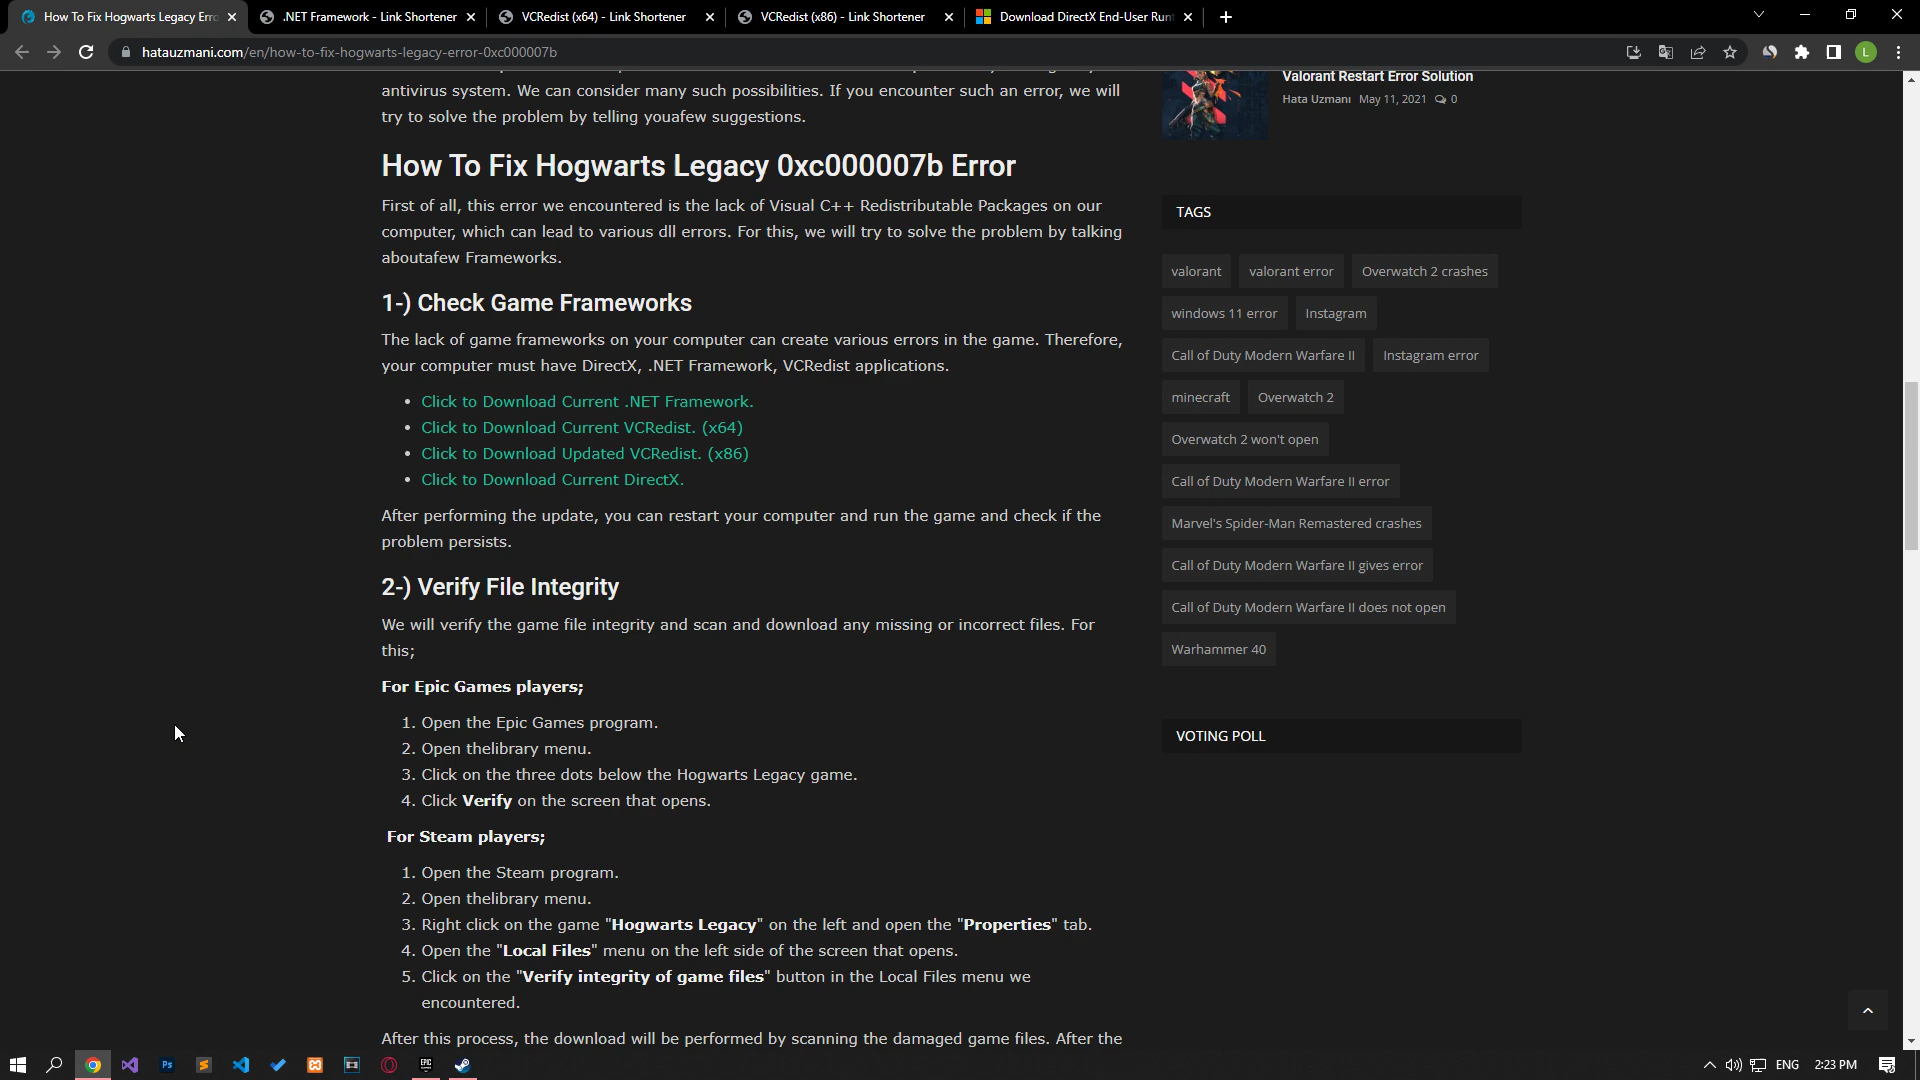 How To Fix Hogwarts Legacy Erro
.NET Framework - Link Shortener
VCRedist (x64) - Link Shortener
VCRedist (x86) - Link Shortener
Download DirectX End-User Runt
hatauzmani.com/en/how-to-fix-hogwarts-legacy-error-0xc000007b
L
antivirus system. We can consider many such possibilities. If you encounter such an error, we will
try to solve the problem by telling youafew suggestions.
How To Fix Hogwarts Legacy 0xc000007b Error
First of all, this error we encountered is the lack of Visual C++ Redistributable Packages on our
computer, which can lead to various dll errors. For this, we will try to solve the problem by talking
aboutafew Frameworks.
1-) Check Game Frameworks
The lack of game frameworks on your computer can create various errors in the game. Therefore,
your computer must have DirectX, .NET Framework, VCRedist applications.
• Click to Download Current .NET Framework.
• Click to Download Current VCRedist. (x64)
• Click to Download Updated VCRedist. (x86)
• Click to Download Current DirectX.
After performing the update, you can restart your computer and run the game and check if the
problem persists.
2-) Verify File Integrity
We will verify the game file integrity and scan and download any missing or incorrect files. For
this;
For Epic Games players;
1. Open the Epic Games program.
2. Open thelibrary menu.
3. Click on the three dots below the Hogwarts Legacy game.
4. Click Verify on the screen that opens.
For Steam players;
1. Open the Steam program.
2. Open thelibrary menu.
3. Right click on the game "Hogwarts Legacy" on the left and open the "Properties" tab.
4. Open the "Local Files" menu on the left side of the screen that opens.
5. Click on the "Verify integrity of game files" button in the Local Files menu we
encountered.
After this process, the download will be performed by scanning the damaged game files. After the
Valorant Restart Error Solution
Hata Uzmanı May 11, 2021 0
TAGS
valorant
valorant error
Overwatch 2 crashes
windows 11 error
Instagram
Call of Duty Modern Warfare II
Instagram error
minecraft
Overwatch 2
Overwatch 2 won't open
Call of Duty Modern Warfare II error
Marvel's Spider-Man Remastered crashes
Call of Duty Modern Warfare II gives error
Call of Duty Modern Warfare II does not open
Warhammer 40
VOTING POLL
Ps
EPIC
ENG
2:23 PM